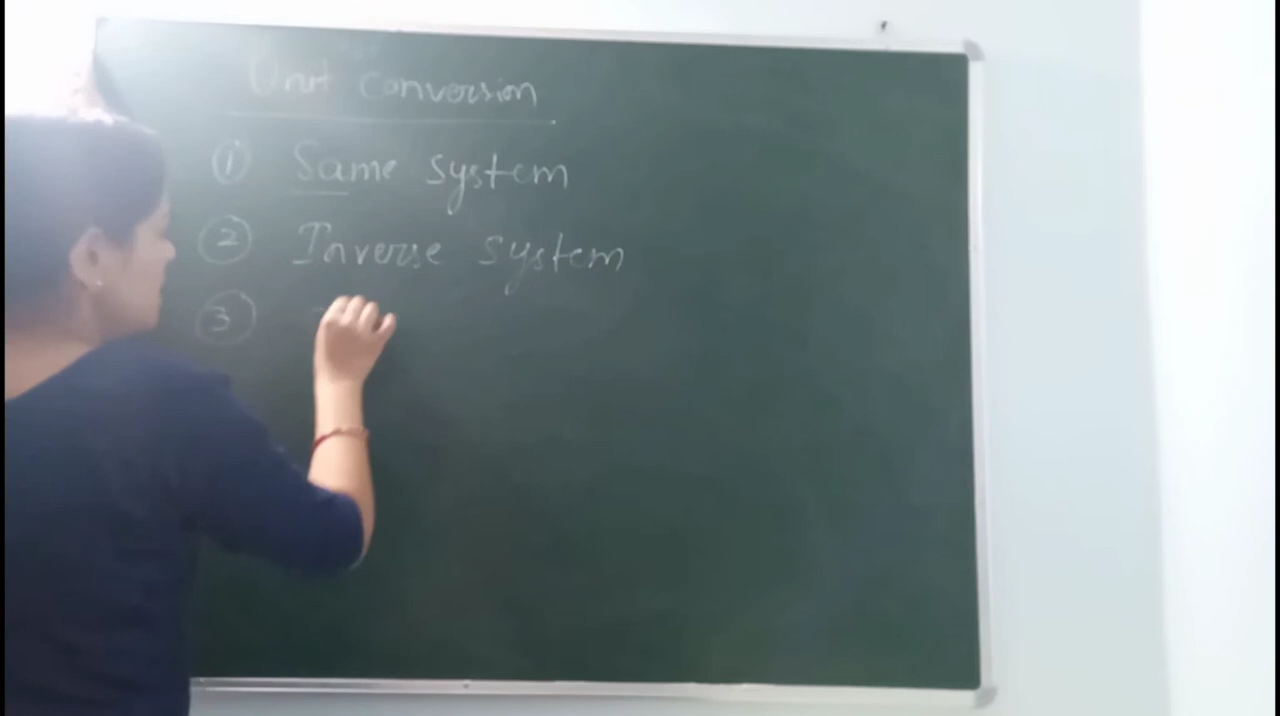 Unit conversion
① Same system
② Inverse system
③